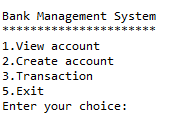 Bank Management System
**********************
1.View account
2.Create account
3.Transaction
5.Exit
Enter your choice: